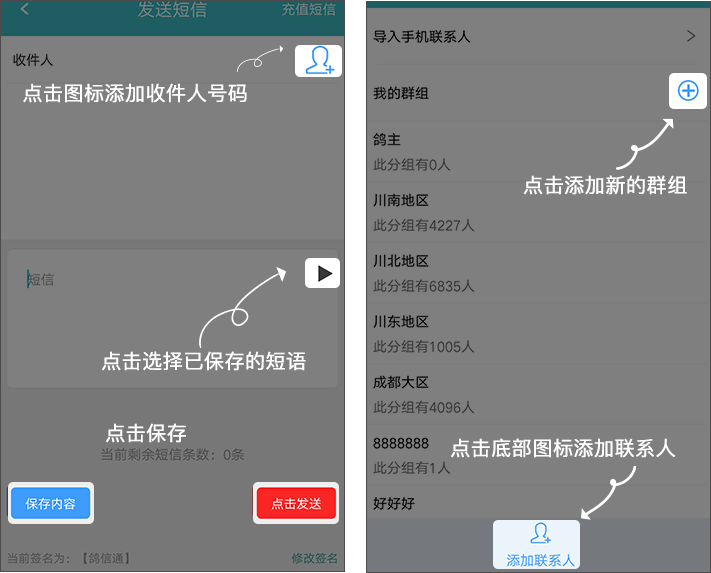 发送短信
充值短信
收件人
点击图标添加收件人号码
短信
点击选择已保存的短语
点击保存
当前剩余短信条数：0条
保存内容
点击发送
当前签名为：【鸽信通】
修改签名
导入手机联系人
我的群组
鸽主
此分组有0人
点击添加新的群组
川南地区
此分组有4227人
川北地区
此分组有6835人
川东地区
此分组有1005人
成都大区
此分组有4096人
8888888
点击底部图标添加联系人
此分组有1人
好好好
添加联系人